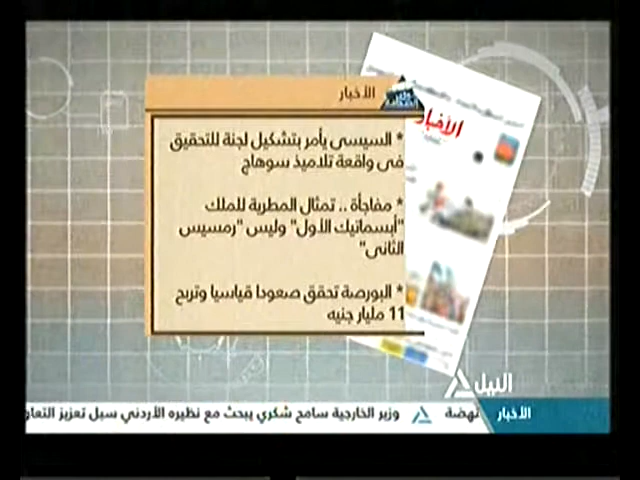 الأخبار
الأخبار
* السيسى يأمر بتشكيل لجنة للتحقيق
فى واقعة تلاميذ سوهاج
* مفاجأة .. تمثال المطرية للملك
"أبسماتيك الأول" وليس "رمسيس
الثانى"
* البورصة تحقق صعودا قياسيا وتربح
11 مليار جنيه
النيل
الأخبار
نهضة
وزير الخارجية سامح شكري يبحث مع نظيره الأردني سبل تعزيز